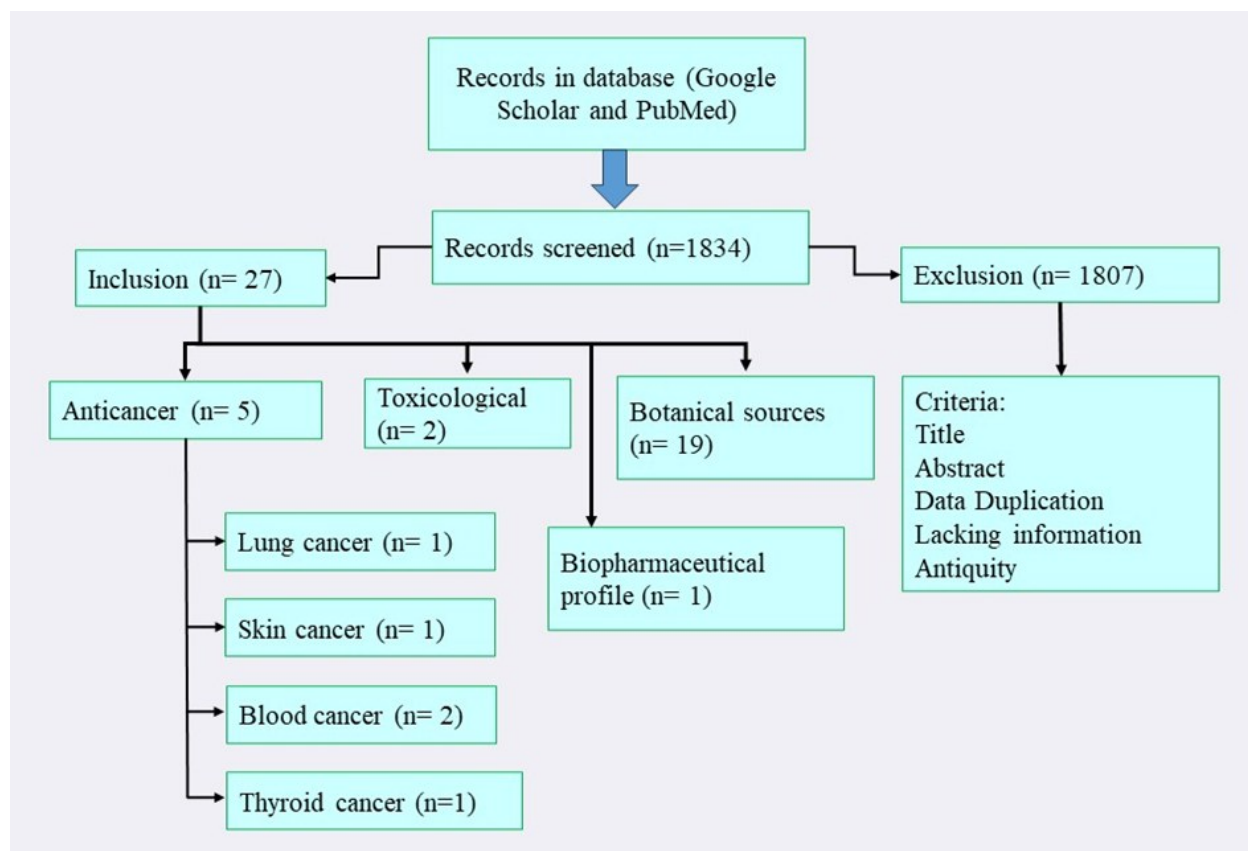 Records in database (Google
Scholar and PubMed)
Records screened (n=1834)
Inclusion (n= 27)
Exclusion (n= 1807)
Anticancer (n= 5)
Toxicological
(n= 2)
Botanical sources
(n= 19)
Criteria:
Title
Abstract
Data Duplication
Lacking information
Antiquity
Lung cancer (n= 1)
Biopharmaceutical
profile (n= 1)
Skin cancer (n= 1)
Blood cancer (n= 2)
Thyroid cancer (n=1)